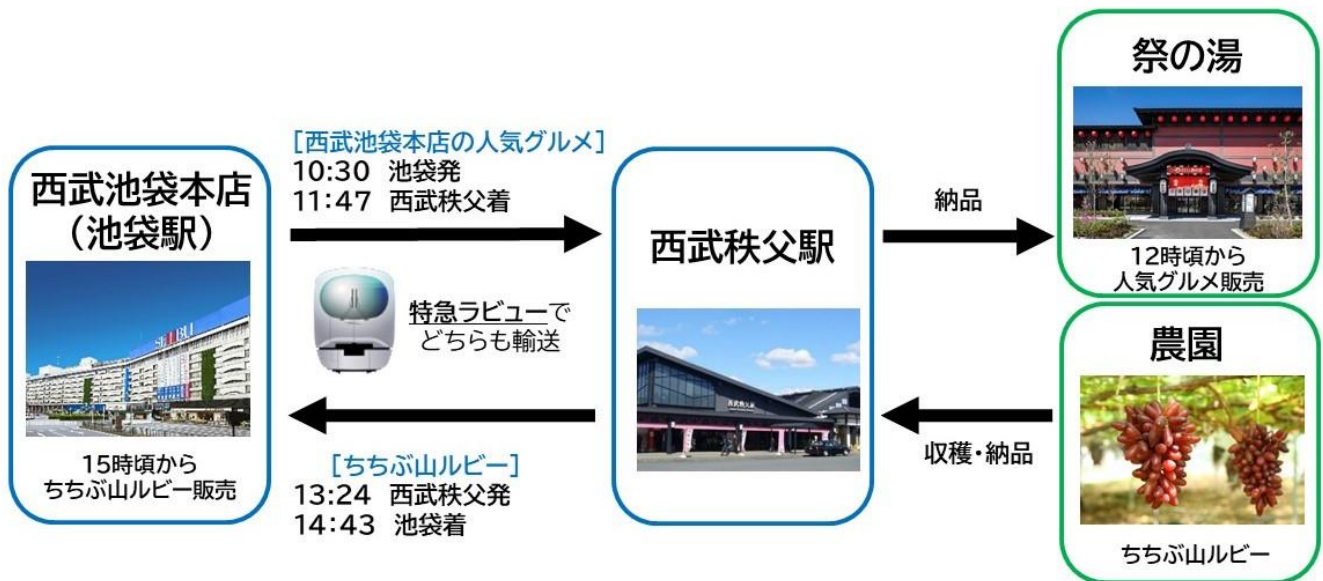 西武池袋本店
（池袋駅）
SEIBU
15時頃から
ちちぶ山ルビー販売
［西武池袋本店の人気グルメ］
10:30 池袋発
11:47 西武秩父着
特急ラビューで
どちらも輸送
［ちちぶ山ルビー］
13:24 西武秩父発
14:43 池袋着
西武秩父駅
西武秩父駅
納品
収穫・納品
祭の湯
12時頃から
人気グルメ販売
農園
ちちぶ山ルビー